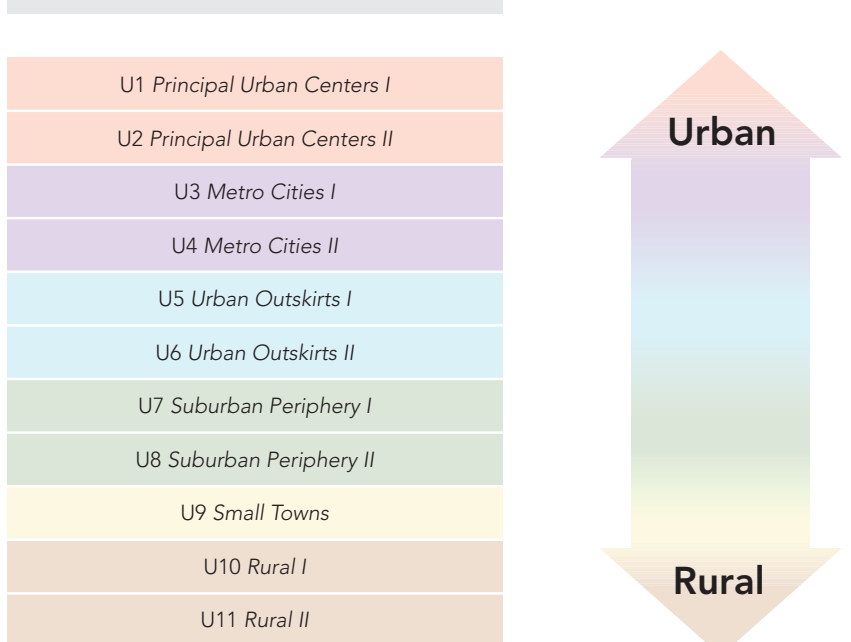 U1 Principal Urban Centers I
U2 Principal Urban Centers II
U3 Metro Cities I
U4 Metro Cities II
U5 Urban Outskirts I
U6 Urban Outskirts II
U7 Suburban Periphery I
U8 Suburban Periphery II
U9 Small Towns
U10 Rural I
U11 Rural II
Urban
Rural